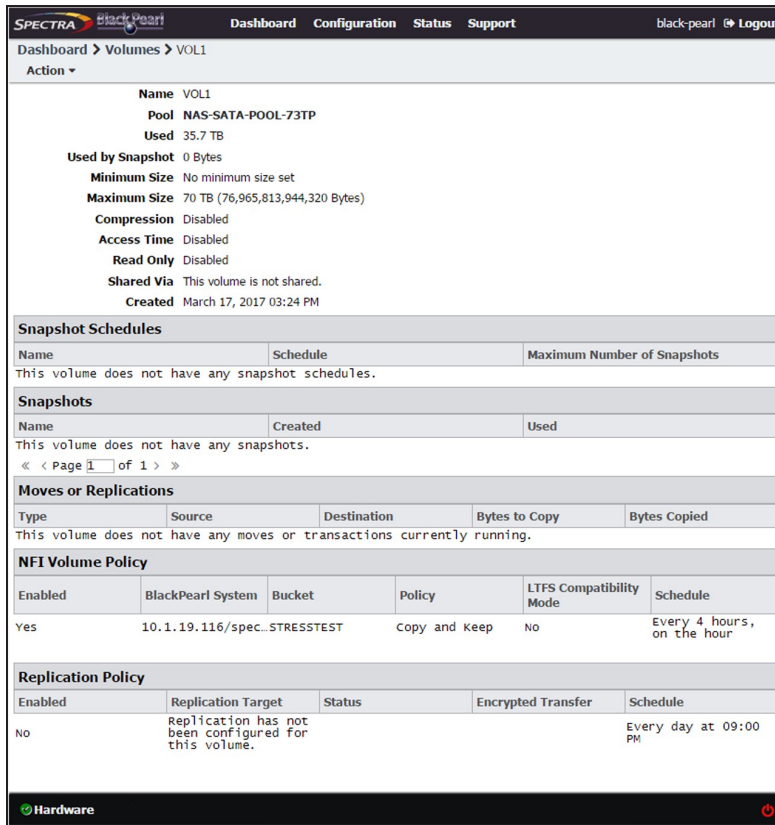 SPECTRA BlackPearl Dashboard Configuration Status Support black-pearl Logou
Dashboard > Volumes > VOL1
Action
Name VOL1
Pool NAS-SATA-POOL-73TP
Used 35.7 TB
Used by Snapshot 0 Bytes
Minimum Size No minimum size set
Maximum Size 70 TB (76,965,813,944,320 Bytes)
Compression Disabled
Access Time Disabled
Read Only Disabled
Shared Via This volume is not shared.
Created March 17, 2017 03:24 PM
Snapshot Schedules
Name Schedule Maximum Number of Snapshots
This volume does not have any snapshot schedules.
Snapshots
Name Created Used
This volume does not have any snapshots.
« < Page 1 of 1 > »
Moves or Replications
Type Source Destination Bytes to Copy Bytes Copied
This volume does not have any moves or transactions currently running.
NFI Volume Policy
Enabled BlackPearl System Bucket Policy LTFS Compatibility Mode Schedule
Yes 10.1.19.116/spec… STRESSTEST Copy and Keep No Every 4 hours, on the hour
Replication Policy
Enabled Replication Target Status Encrypted Transfer Schedule
No Replication has not been configured for this volume. Every day at 09:00 PM
Hardware